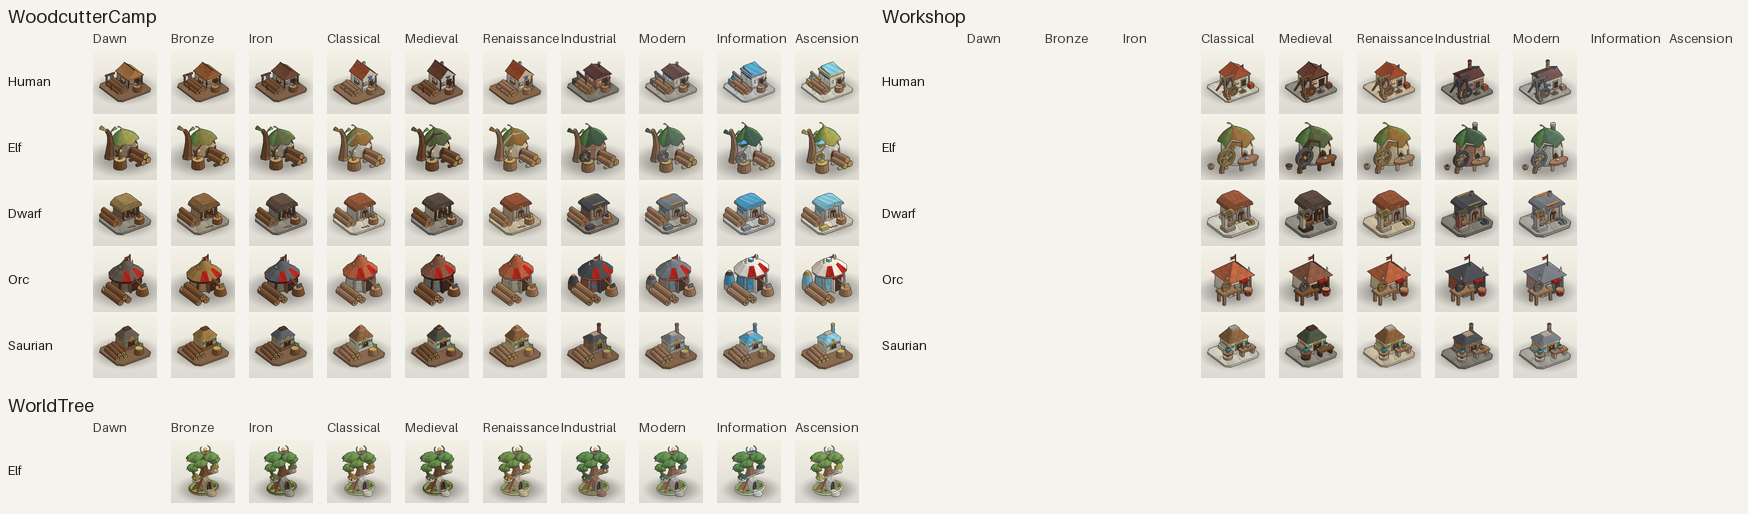 WoodcutterCamp
Dawn Bronze Iron Classical Medieval Renaissance Industrial Modern Information Ascension
Human
Elf
Dwarf
Orc
Saurian
Workshop
Dawn Bronze Iron Classical Medieval Renaissance Industrial Modern Information Ascension
Human
Elf
Dwarf
Orc
Saurian
WorldTree
Dawn Bronze Iron Classical Medieval Renaissance Industrial Modern Information Ascension
Elf